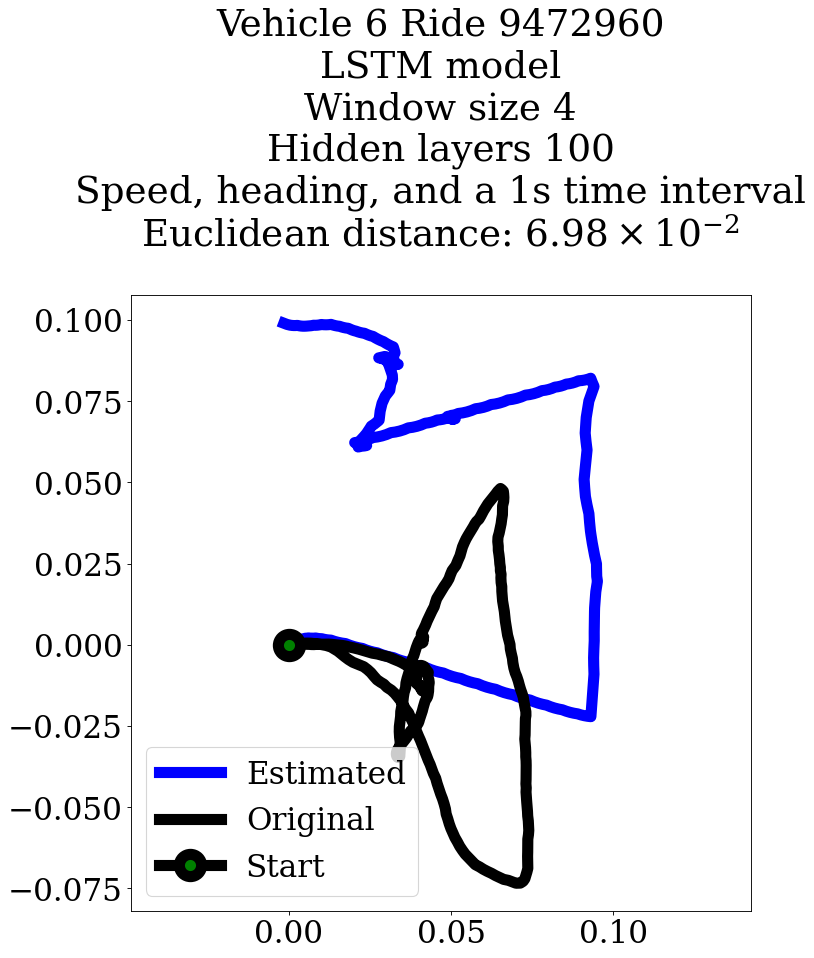 Vehicle 6 Ride 9472960
LSTM model
Window size 4
Hidden layers 100
Speed, heading, and a 1s time interval
Euclidean distance: 6.98 × 10⁻²
0.100
0.075
0.050
0.025
0.000
−0.025
−0.050
−0.075
Estimated
Original
Start
0.00 0.05 0.10